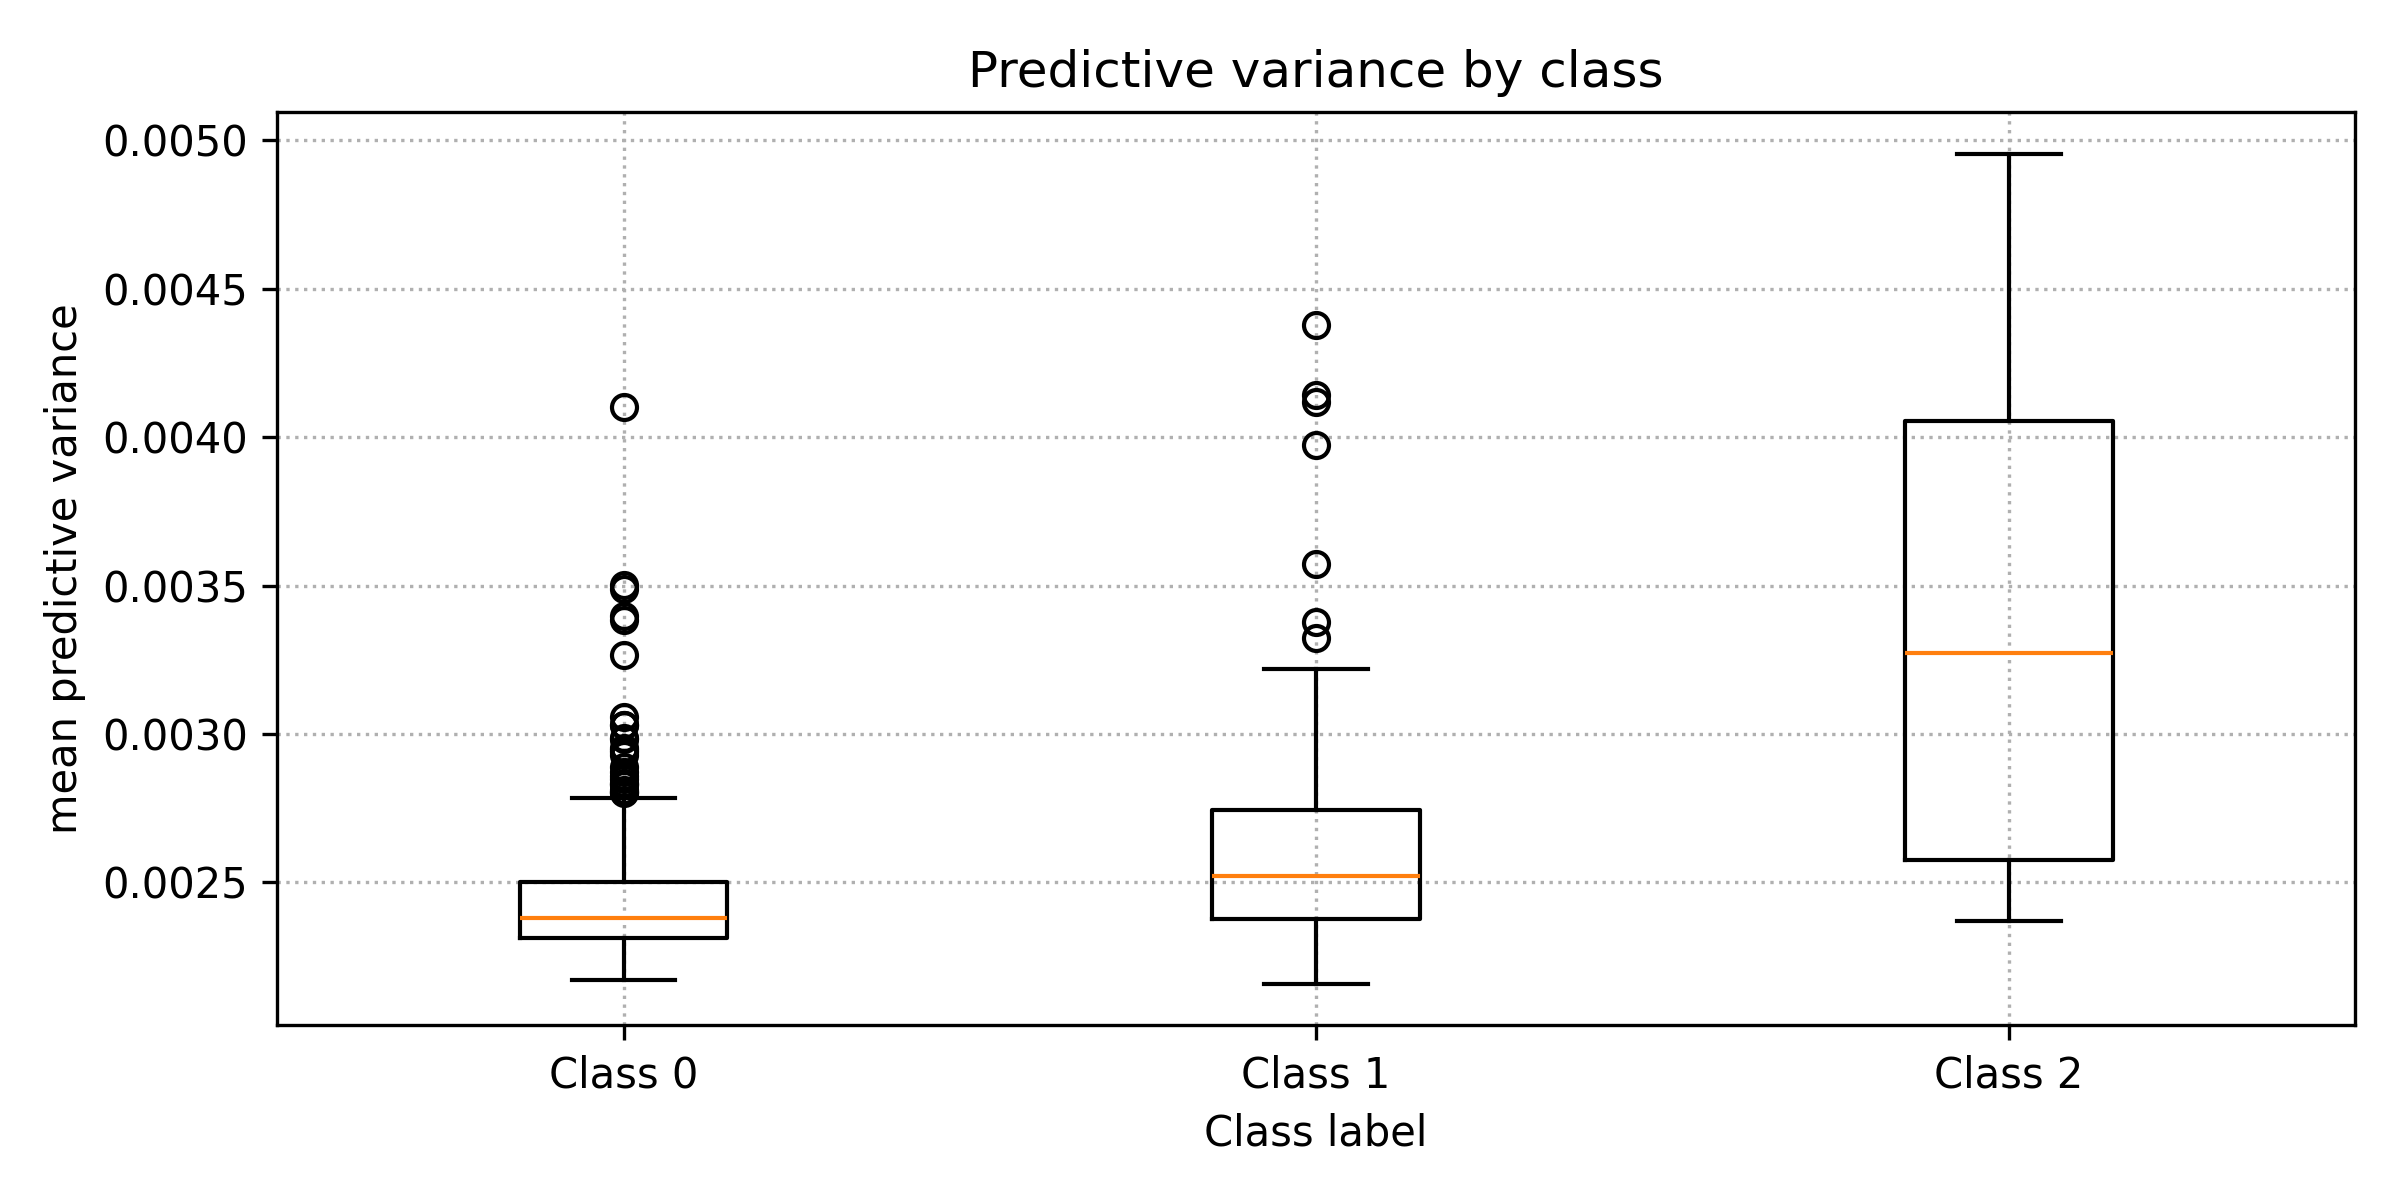 Predictive variance by class
mean predictive variance
0.0050
0.0045
0.0040
0.0035
0.0030
0.0025
Class 0
Class 1
Class 2
Class label